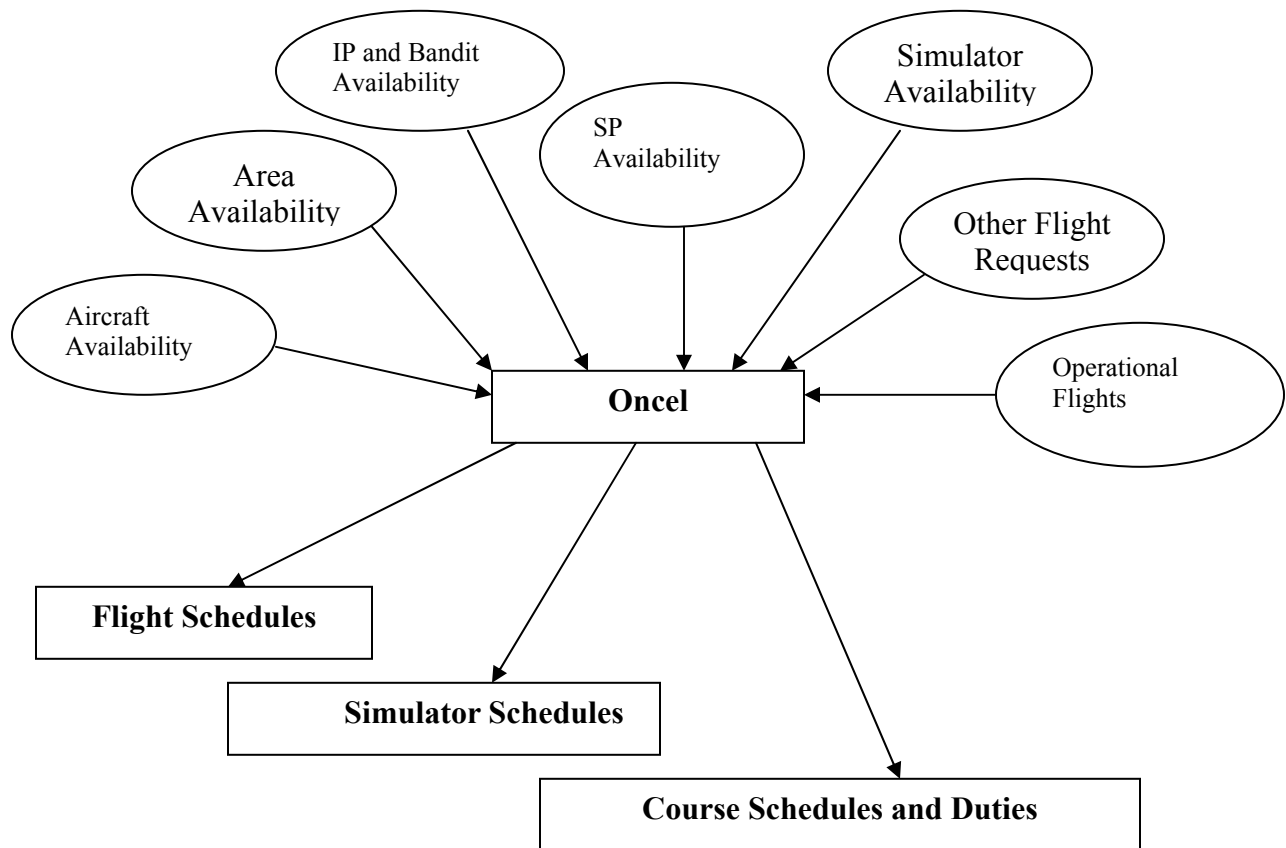 IP and Bandit
Availability
Simulator
Availability
SP
Availability
Area
Availability
Other Flight
Requests
Aircraft
Availability
Operational
Flights
Oncel
Flight Schedules
Simulator Schedules
Course Schedules and Duties